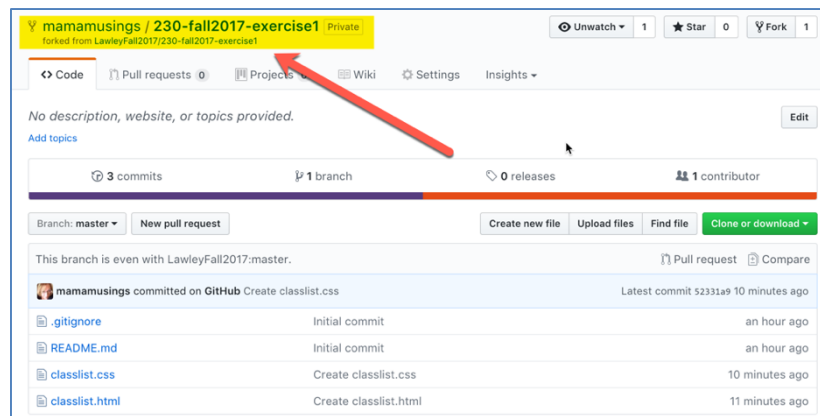 mamamusings / 230-fall2017-exercise1 Private Unwatch 1 Star 0 Fork 1
forked from LawleyFall2017/230-fall2017-exercise1
Code Pull requests 0 Projects Wiki Settings Insights
No description, website, or topics provided. Edit
Add topics
3 commits 1 branch 0 releases 1 contributor
Branch: master New pull request Create new file Upload files Find file Clone or download
This branch is even with LawleyFall2017:master. Pull request Compare
mamamusings committed on GitHub Create classlist.css Latest commit 52331a9 10 minutes ago
.gitignore Initial commit an hour ago
README.md Initial commit an hour ago
classlist.css Create classlist.css 10 minutes ago
classlist.html Create classlist.html 11 minutes ago